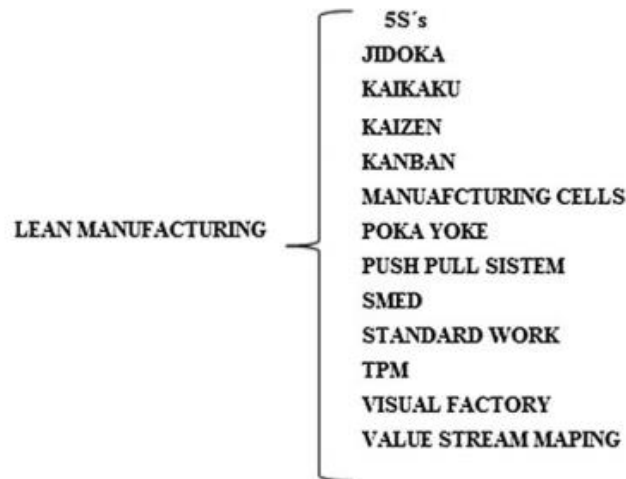 5S´s
JIDOKA
KAIKAKU
KAIZEN
KANBAN
MANUAFCTURING CELLS
LEAN MANUFACTURING
POKA YOKE
PUSH PULL SISTEM
SMED
STANDARD WORK
TPM
VISUAL FACTORY
VALUE STREAM MAPING